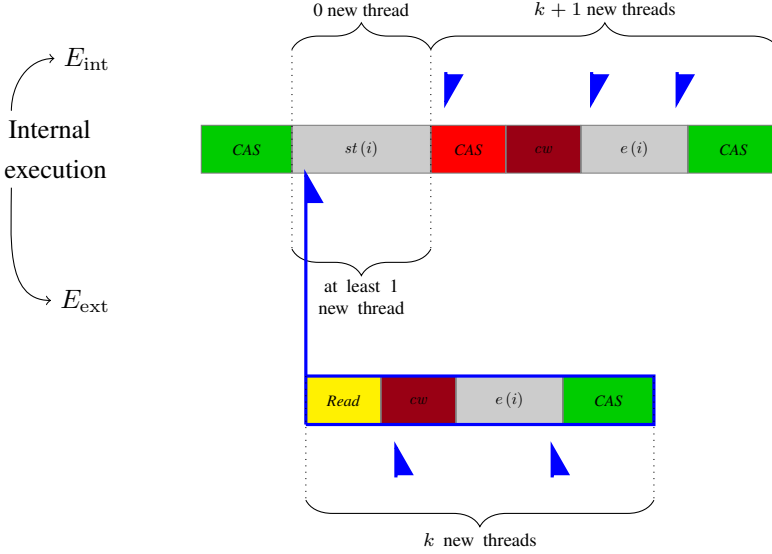 0 new thread
k + 1 new threads
E_int
Internal
execution
CAS
st (i)
CAS
cw
e (i)
CAS
at least 1
new thread
E_ext
Read
cw
e (i)
CAS
k new threads